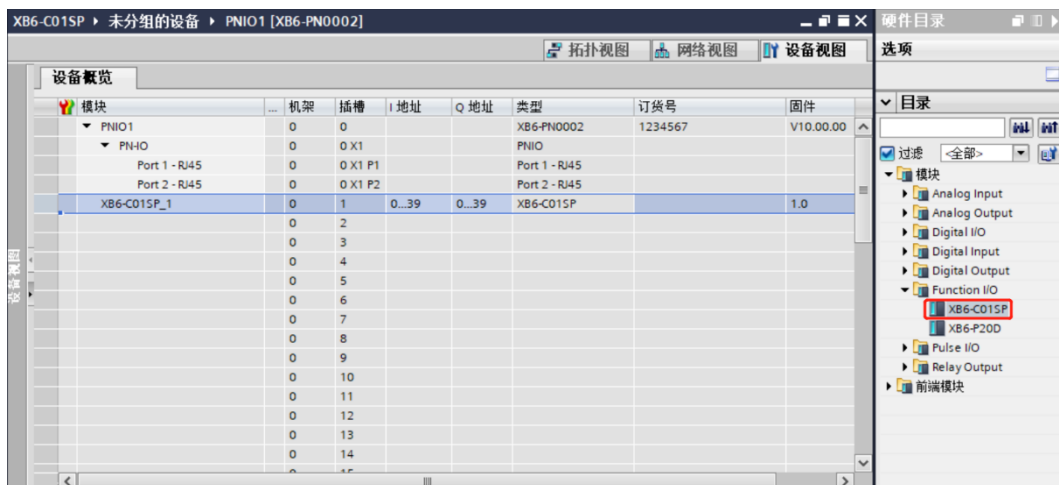 XB6-C01SP ▸ 未分组的设备 ▸ PNIO1 [XB6-PN0002]
硬件目录
拓扑视图 网络视图 设备视图
选项
设备概览
目录
模块 ... 机架 插槽 I 地址 Q 地址 类型 订货号 固件
PNIO1 0 0 XB6-PN0002 1234567 V10.00.00
PN-IO 0 0 X1 PNIO
Port 1 - RJ45 0 0 X1 P1 Port 1 - RJ45
Port 2 - RJ45 0 0 X1 P2 Port 2 - RJ45
XB6-C01SP_1 0 1 0...39 0...39 XB6-C01SP 1.0
0 2
0 3
0 4
0 5
0 6
0 7
0 8
0 9
0 10
0 11
0 12
0 13
0 14
设备视图
过滤 <全部>
模块
Analog Input
Analog Output
Digital I/O
Digital Input
Digital Output
Function I/O
XB6-C01SP
XB6-P20D
Pulse I/O
Relay Output
前端模块